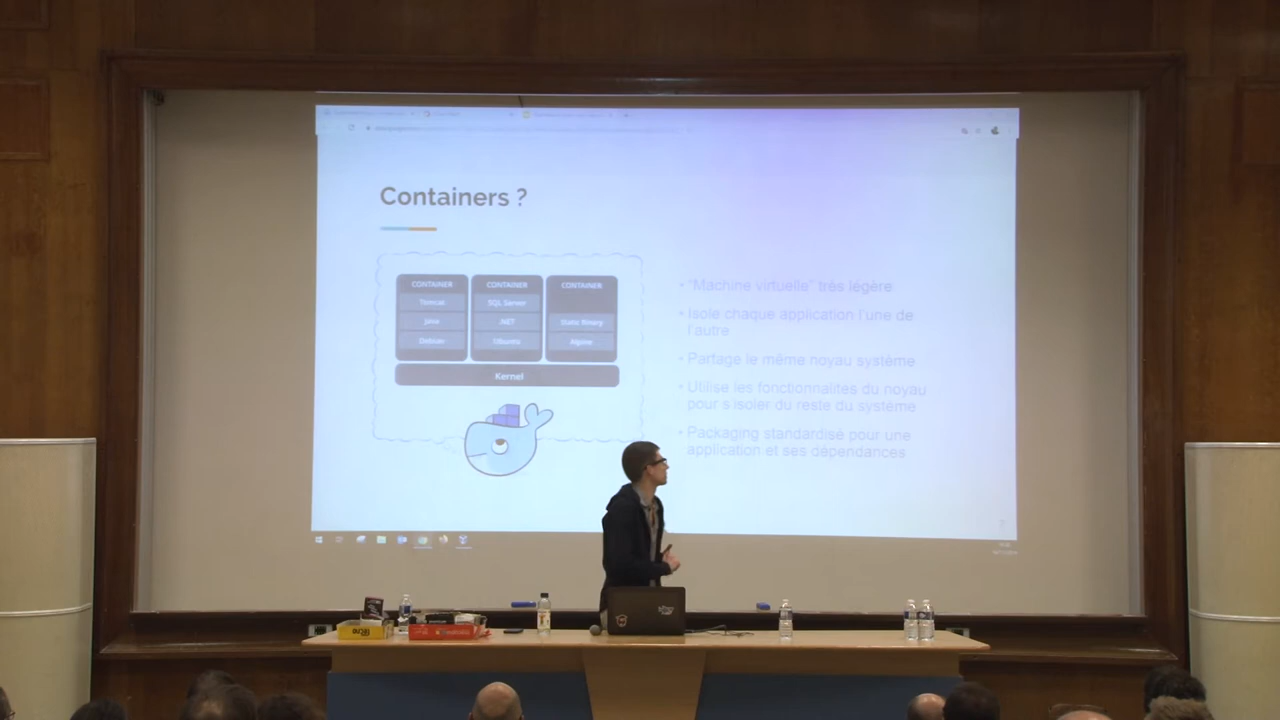 Containers ?
CONTAINER
Tomcat
Java
Debian
CONTAINER
SQL Server
.NET
Ubuntu
CONTAINER
Static Binary
Alpine
Kernel
• "Machine virtuelle" très légère
• Isole chaque application l'une de
l'autre
• Partage le même noyau système
• Utilise les fonctionnalités du noyau
pour s'isoler du reste du système
• Packaging standardisé pour une
application et ses dépendances